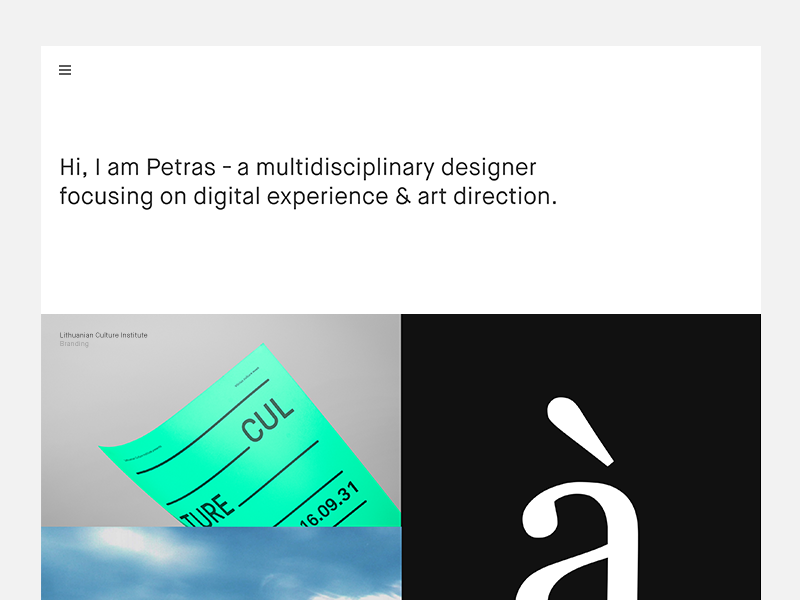 Hi, I am Petras - a multidisciplinary designer
focusing on digital experience & art direction.
Lithuanian Culture Institute
Branding
CUL
TURE
16.09.31
à